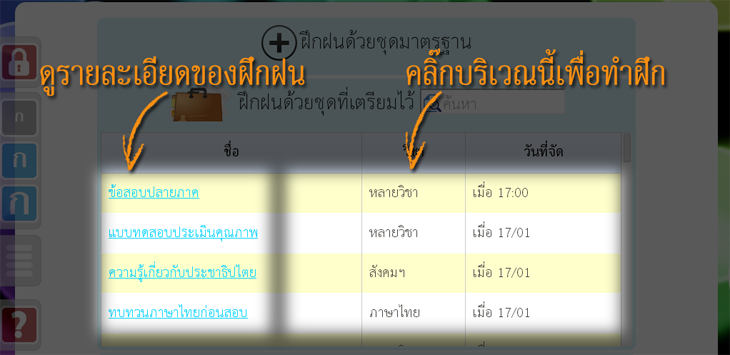 ฝึกฝนด้วยชุดมาตรฐาน
ดูรายละเอียดของฝึกฝน
คลิ๊กบริเวณนี้เพื่อทำฝึก
ฝึกฝนด้วยชุดที่เตรียมไว้ ค้นหา
ชื่อ วันที่จัด
ข้อสอบปลายภาค หลายวิชา เมื่อ 17:00
แบบทดสอบประเมินคุณภาพ หลายวิชา เมื่อ 17/01
ความรู้เกี่ยวกับประชาธิปไตย สังคมฯ เมื่อ 17/01
ทบทวนภาษาไทยก่อนสอบ ภาษาไทย เมื่อ 17/01
ก
ก
ก
?